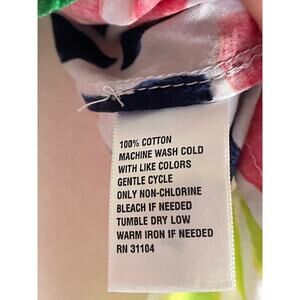 100% COTTON
MACHINE WASH COLD
WITH LIKE COLORS
GENTLE CYCLE
ONLY NON-CHLORINE
BLEACH IF NEEDED
TUMBLE DRY LOW
WARM IRON IF NEEDED
RN 31104